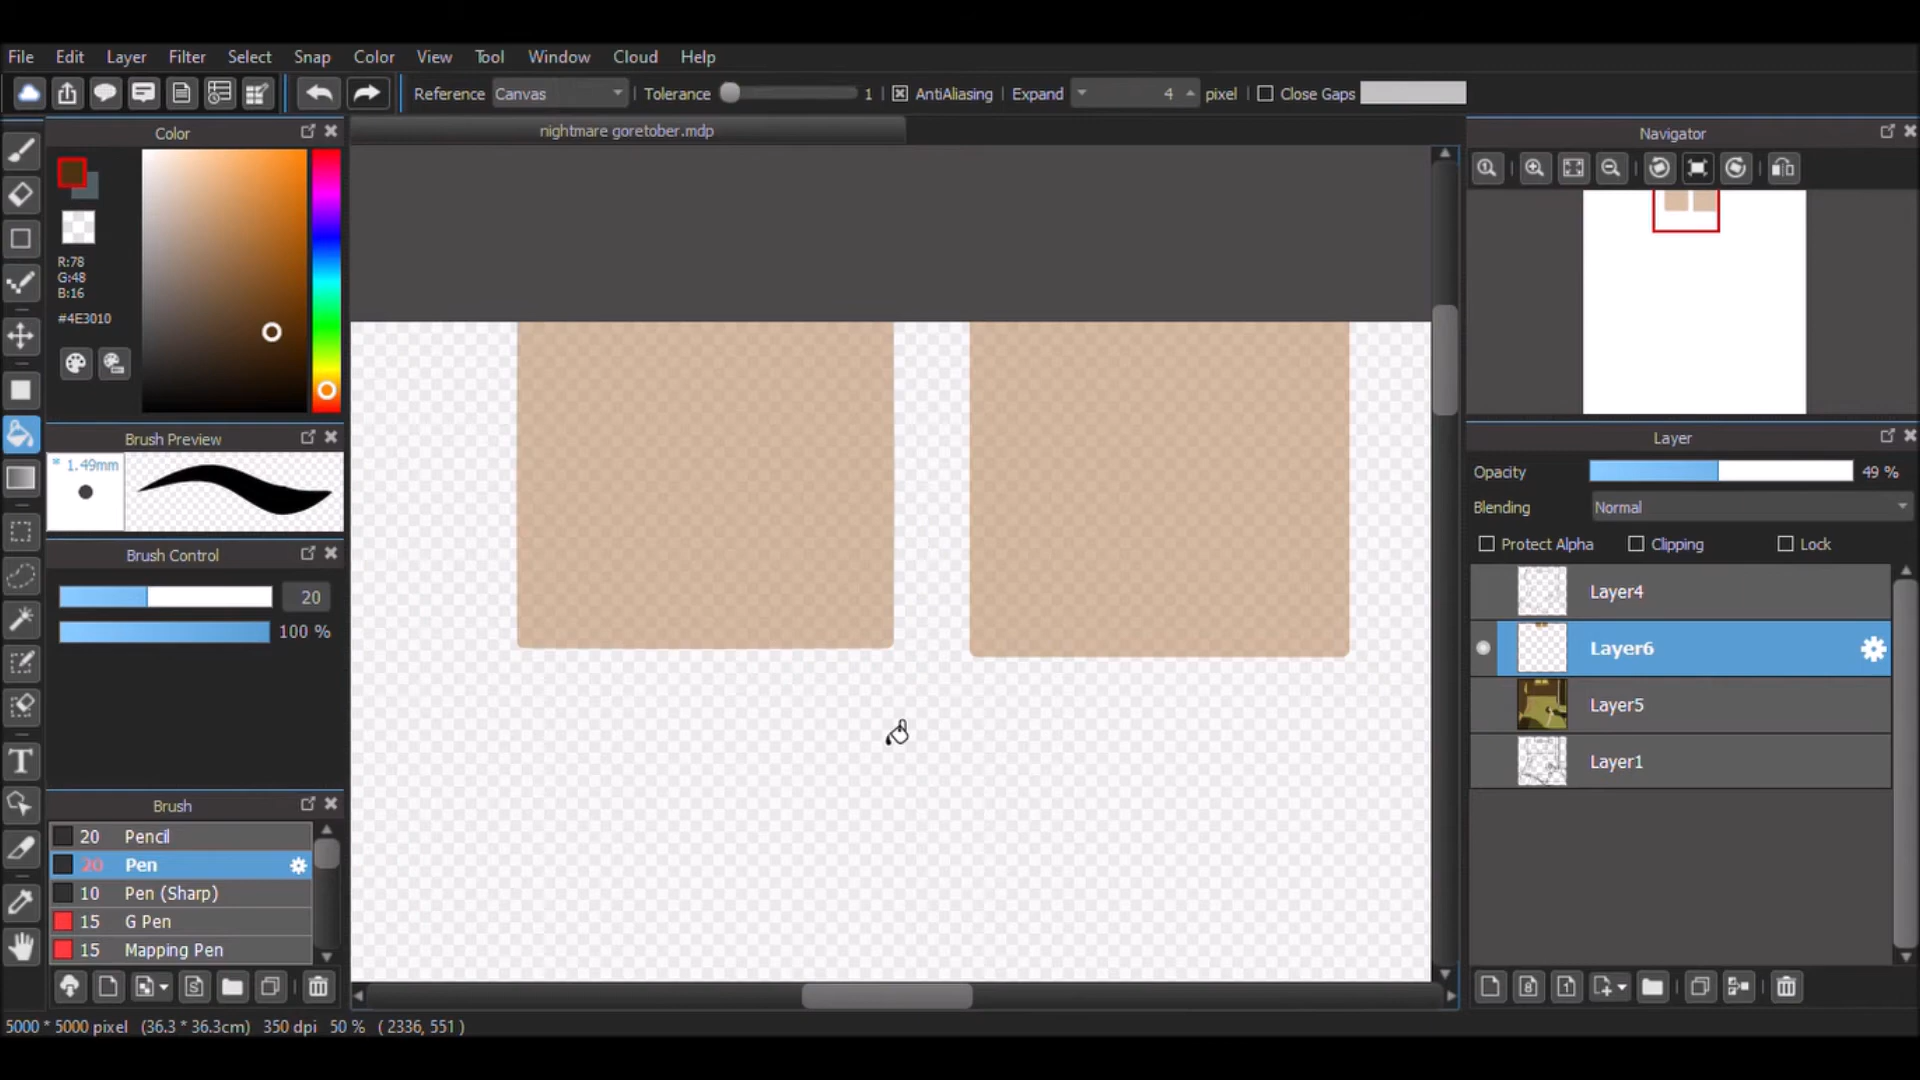 File Edit Layer Filter Select Snap Color View Tool Window Cloud Help
Reference Canvas Tolerance 1 AntiAliasing Expand 4 pixel Close Gaps
nightmare goretober.mdp
Color
R:78
G:48
B:16
#4E3010
Brush Preview
* 1.49mm
Brush Control
20
100 %
Brush
20 Pencil
20 Pen
10 Pen (Sharp)
15 G Pen
15 Mapping Pen
Navigator
Layer
Opacity 49 %
Blending Normal
Protect Alpha Clipping Lock
Layer4
Layer6
Layer5
Layer1
5000 * 5000 pixel (36.3 * 36.3cm) 350 dpi 50 % ( 2336, 551 )